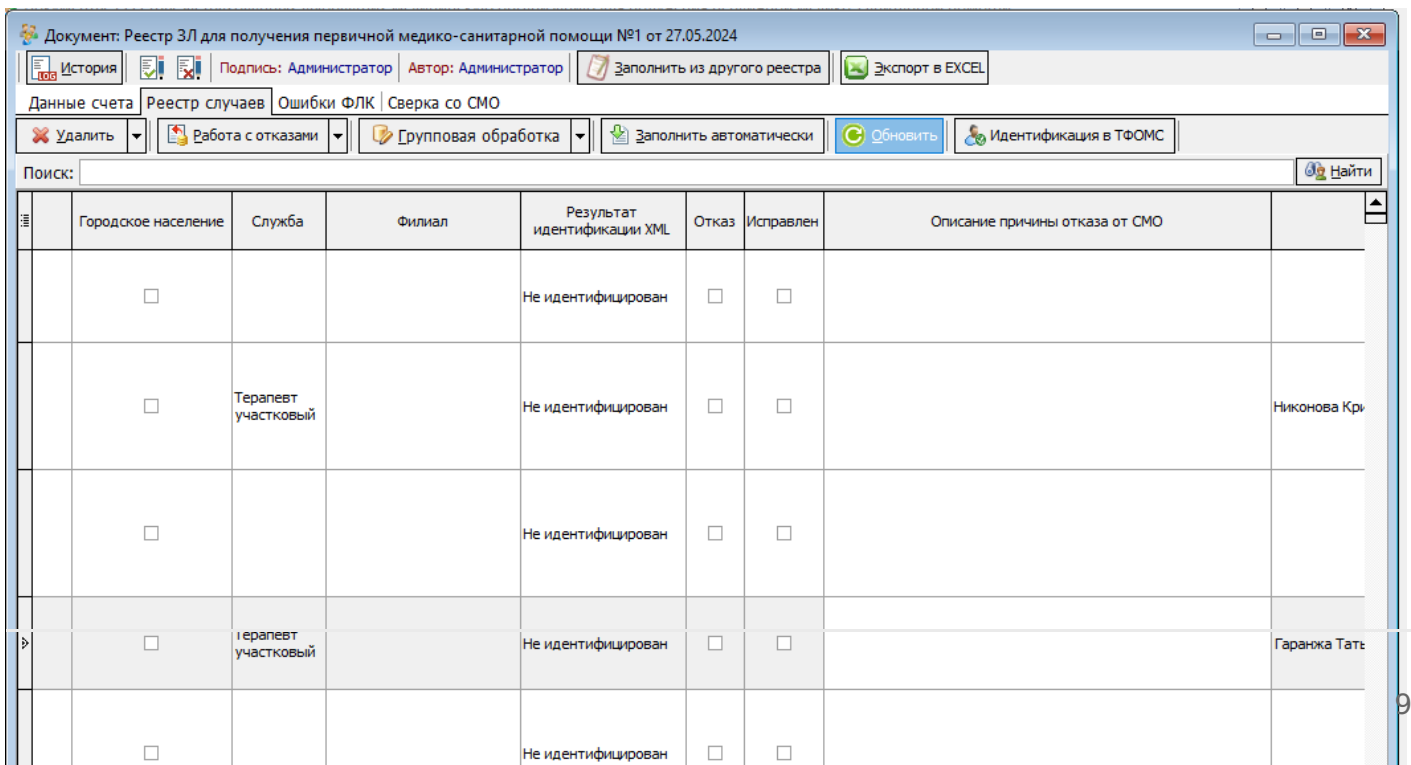 Документ: Реестр ЗЛ для получения первичной медико-санитарной помощи №1 от 27.05.2024
LOG История Подпись: Администратор Автор: Администратор Заполнить из другого реестра Экспорт в EXCEL
Данные счета Реестр случаев Ошибки ФЛК Сверка со СМО
Удалить Работа с отказами Групповая обработка Заполнить автоматически Обновить Идентификация в ТФОМС
Поиск: Найти
Городское население Служба Филиал Результат идентификации XML Отказ Исправлен Описание причины отказа от СМО
Не идентифицирован
Терапевт
участковый Не идентифицирован Никонова Кри
Не идентифицирован
Терапевт
участковый Не идентифицирован Гаранжа Тать
9
Не идентифицирован